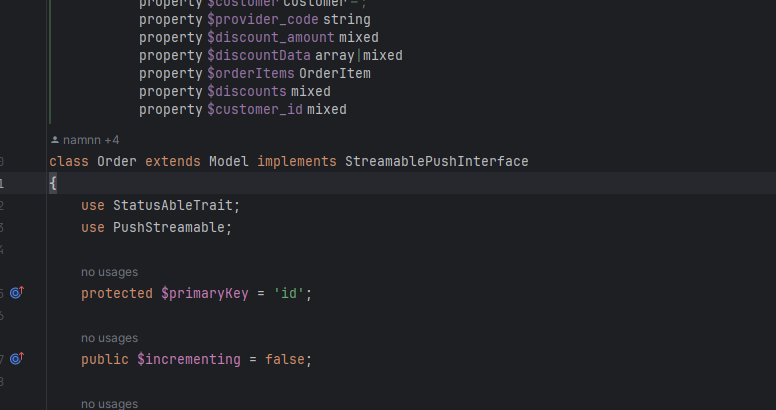 property $customer Customer
property $provider_code string
property $discount_amount mixed
property $discountData array|mixed
property $orderItems OrderItem
property $discounts mixed
property $customer_id mixed
namnn +4
class Order extends Model implements StreamablePushInterface
{
use StatusAbleTrait;
use PushStreamable;
no usages
protected $primaryKey = 'id';
no usages
public $incrementing = false;
no usages